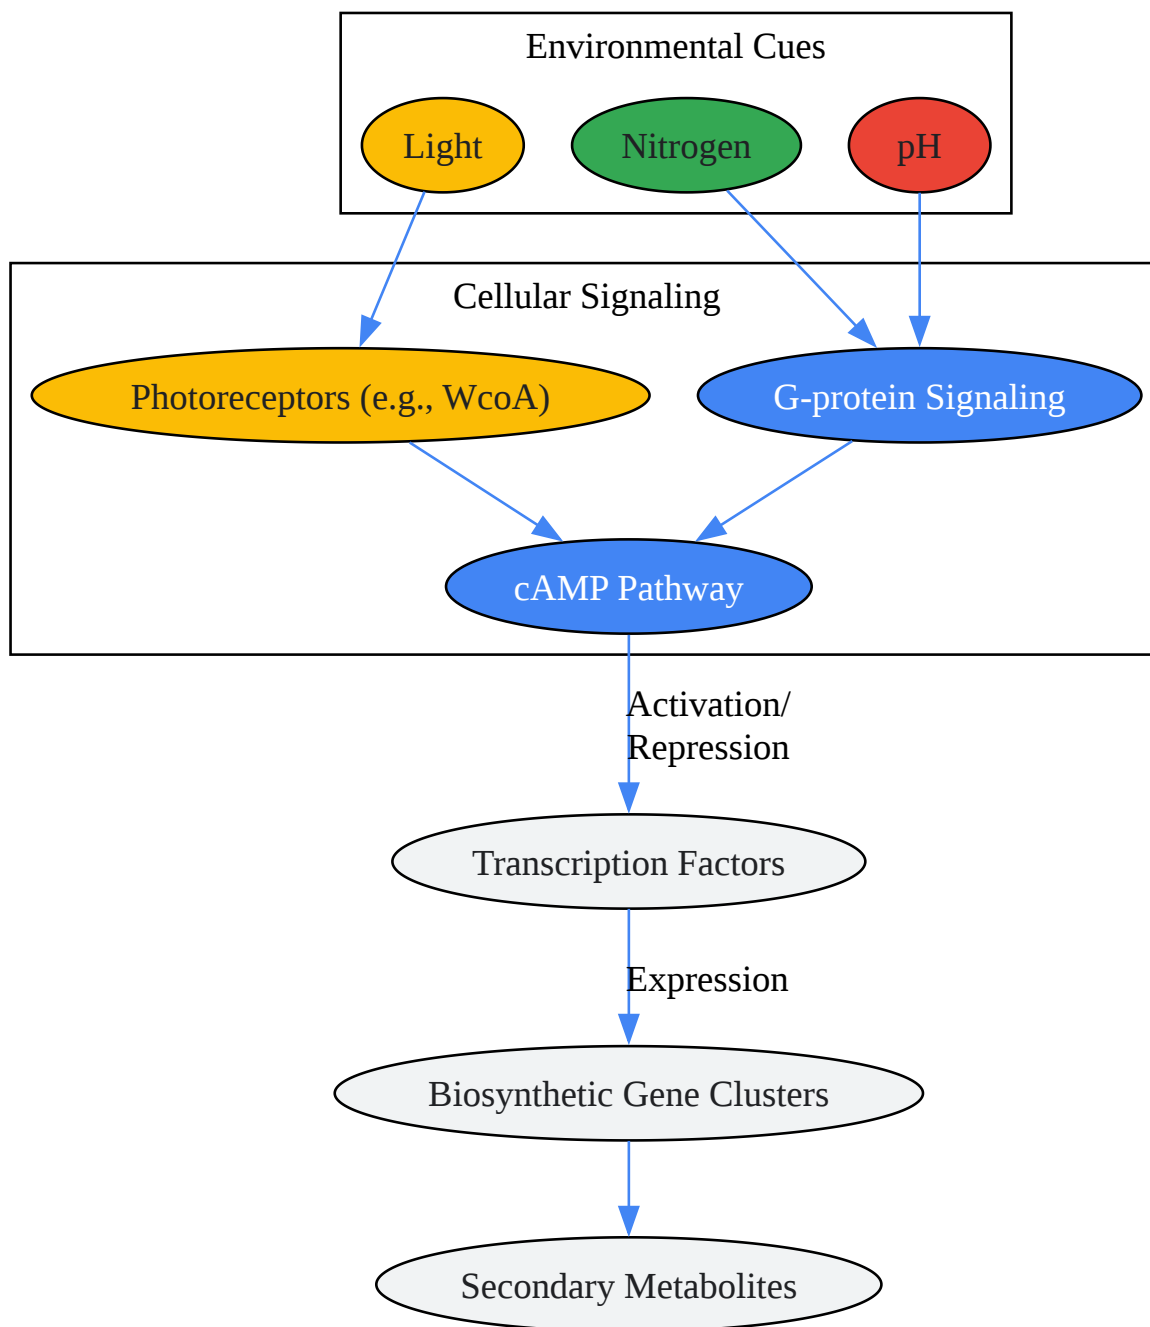 Environmental Cues
Light
Nitrogen
pH
Cellular Signaling
Photoreceptors (e.g., WcoA)
G-protein Signaling
cAMP Pathway
Activation/
Repression
Transcription Factors
Expression
Biosynthetic Gene Clusters
Secondary Metabolites